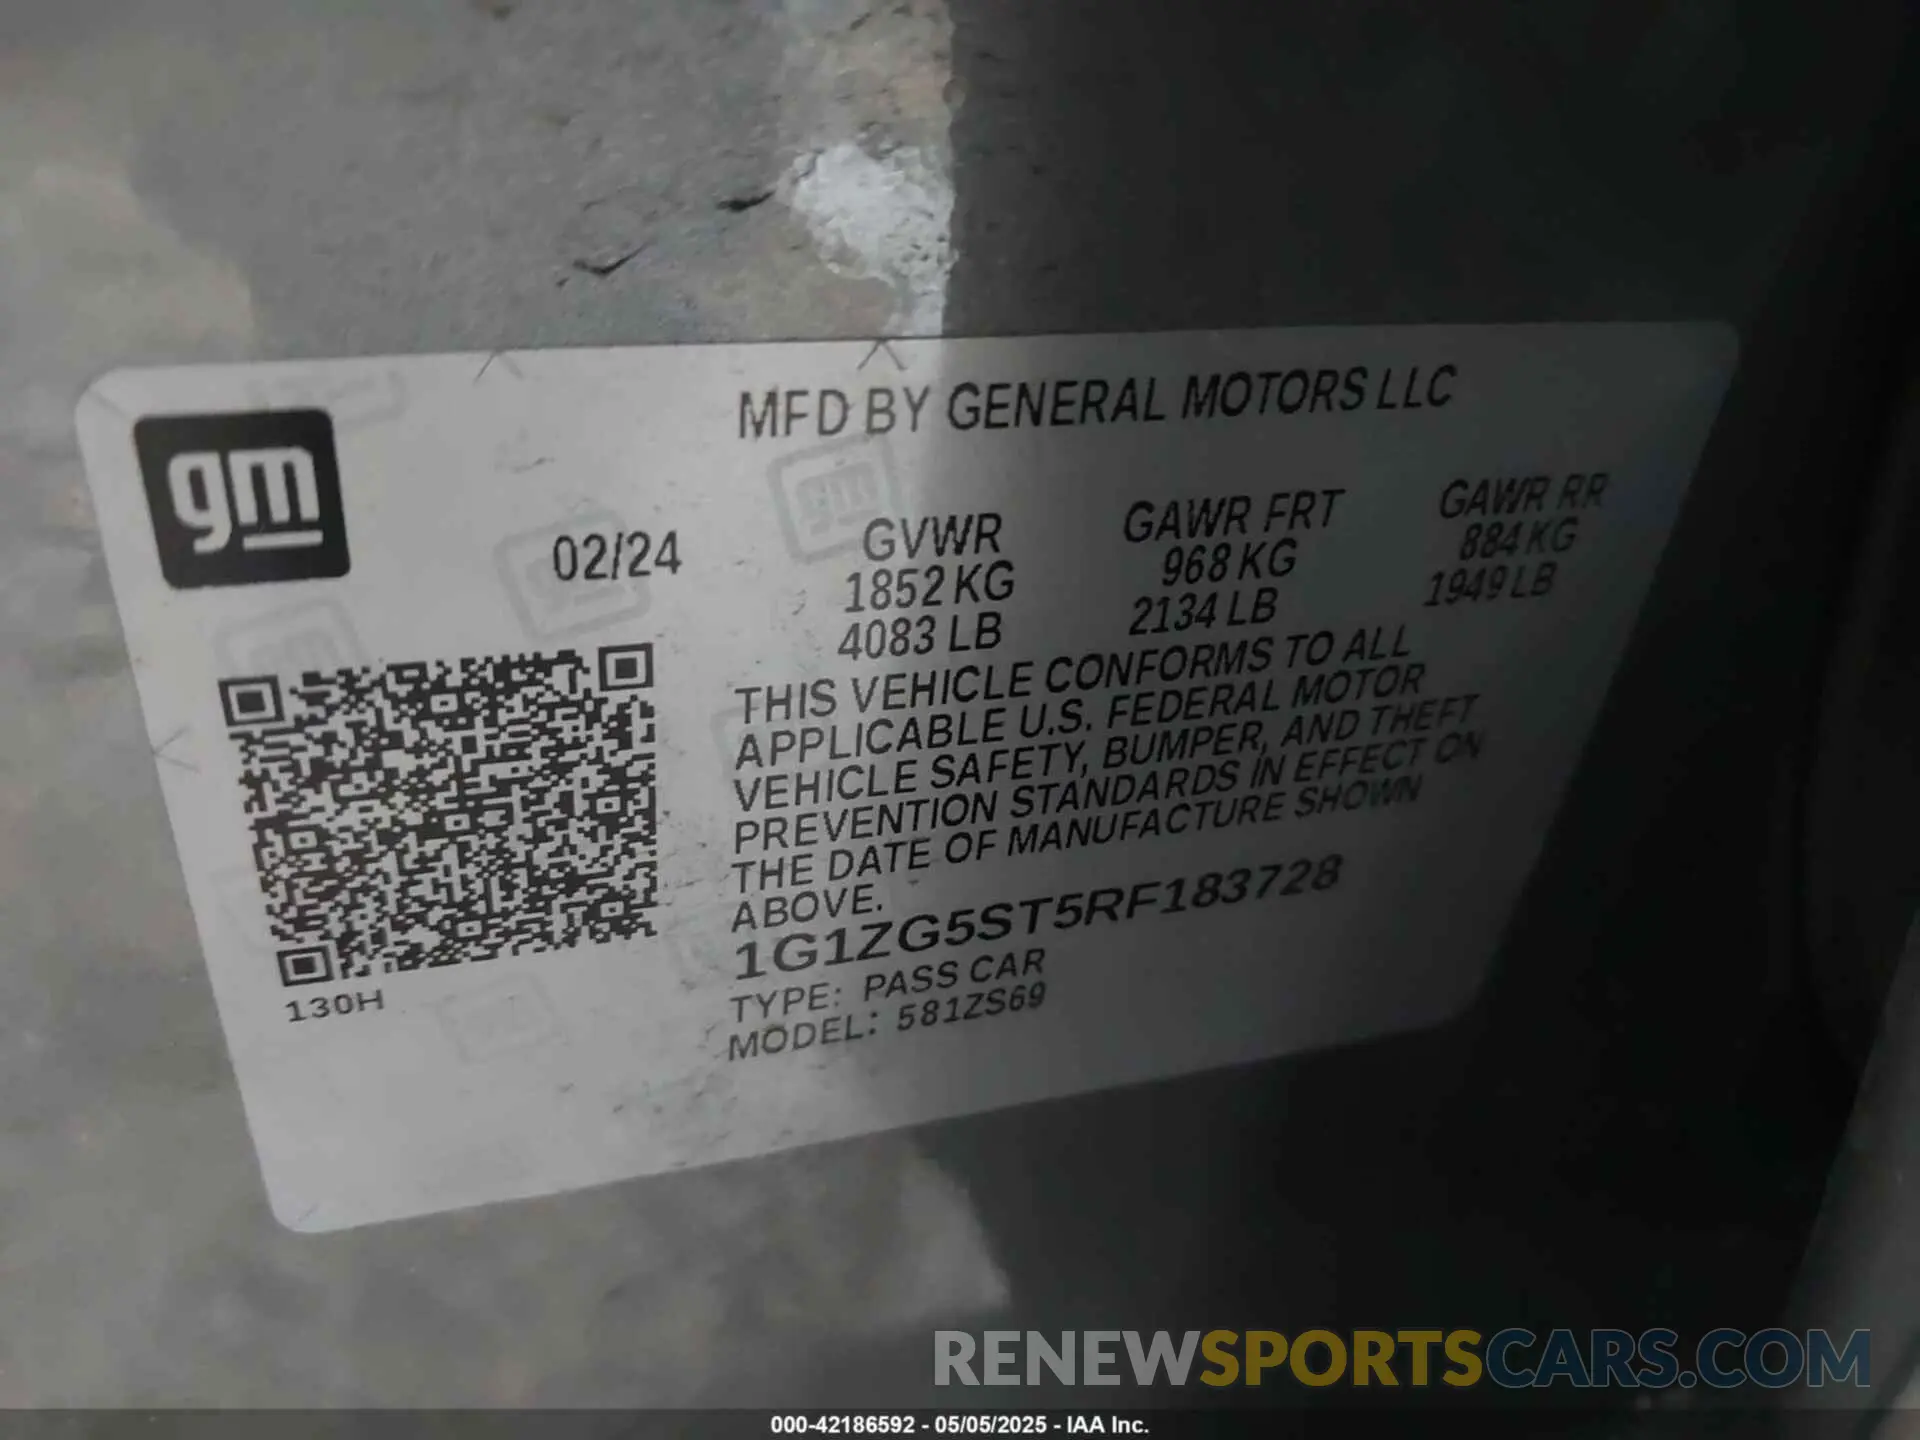 MFD BY GENERAL MOTORS LLC
gm
02/24
GVWR
1852 KG
4083 LB
GAWR FRT
968 KG
2134 LB
GAWR RR
884 KG
1949 LB
THIS VEHICLE CONFORMS TO ALL
APPLICABLE U.S. FEDERAL MOTOR
VEHICLE SAFETY, BUMPER, AND THEFT
PREVENTION STANDARDS IN EFFECT ON
THE DATE OF MANUFACTURE SHOWN
ABOVE.
1G1ZG5ST5RF183728
TYPE: PASS CAR
MODEL: 581ZS69
130H
RENEWSPORTSCARS.COM
000-42186592 - 05/05/2025 - IAA Inc.